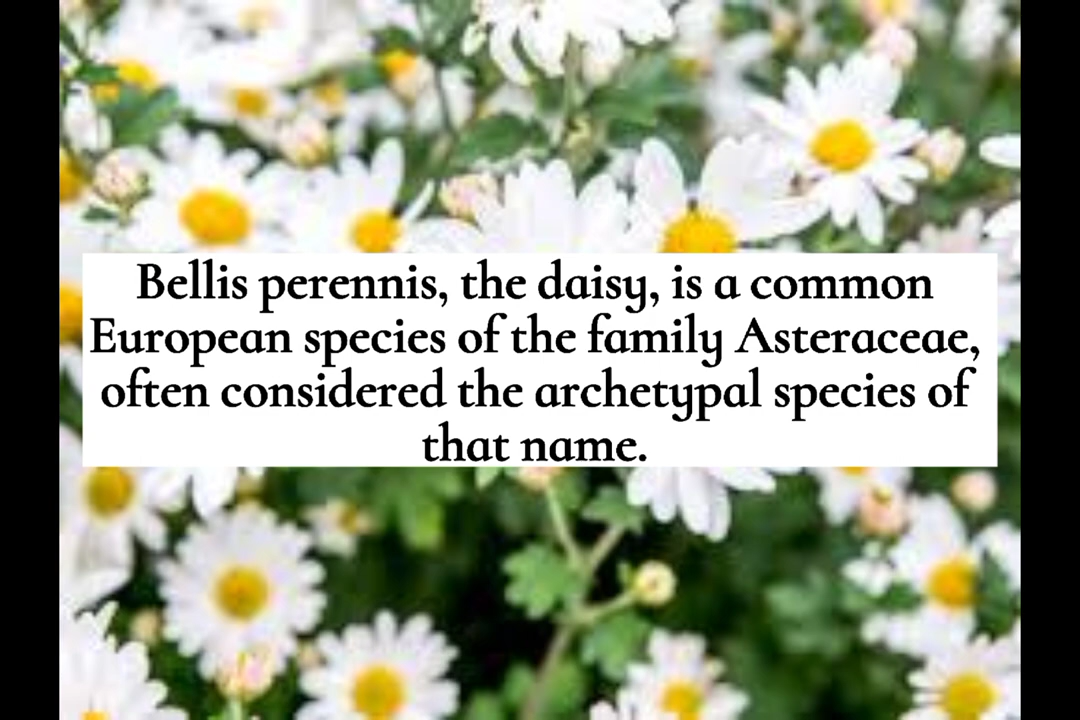 Bellis perennis, the daisy, is a common
European species of the family Asteraceae,
often considered the archetypal species of
that name.